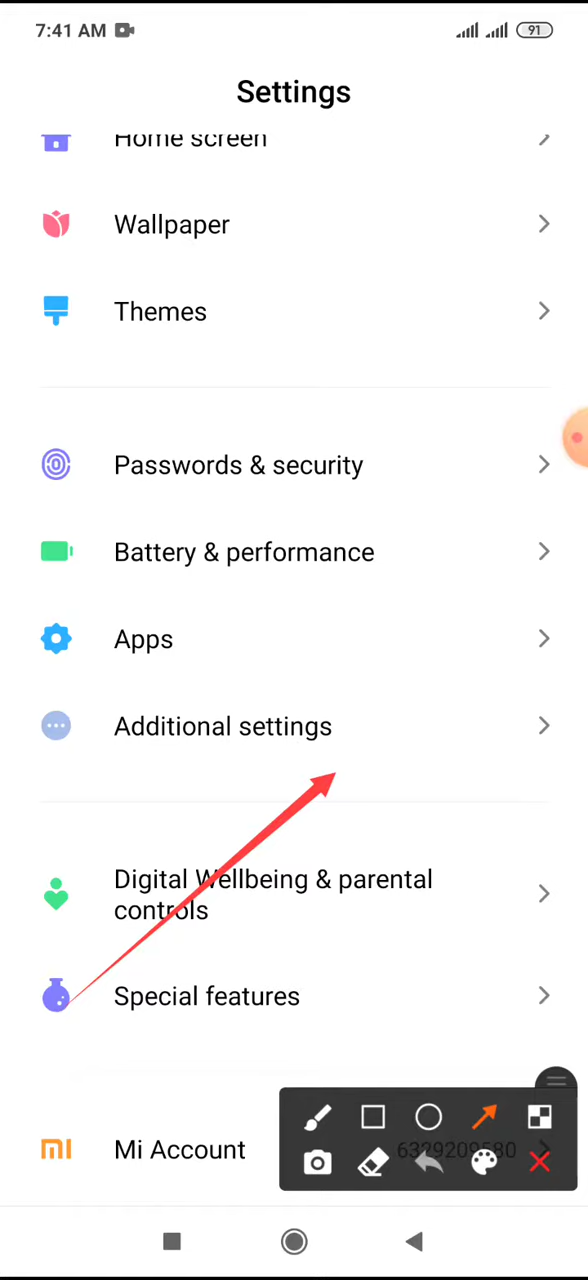 7:41 AM
91
Settings
Home screen
Wallpaper
Themes
Passwords & security
Battery & performance
Apps
Additional settings
Digital Wellbeing & parental
controls
Special features
Mi Account
6329209580